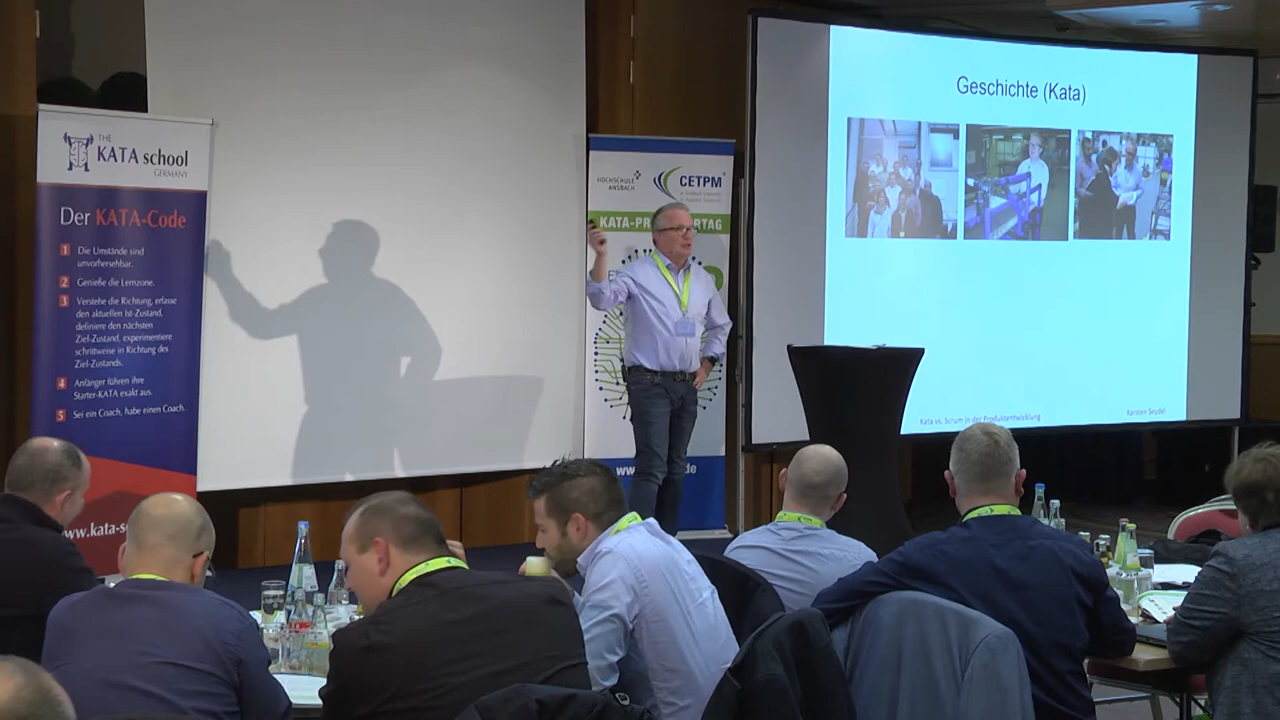 THE
KATA school
GERMANY
Der KATA-Code
1 Die Umstände sind
unvorhersehbar.
2 Genieße die Lernzone.
3 Verstehe die Richtung, erfasse
den aktuellen Ist-Zustand,
definiere den nächsten
Ziel-Zustand, experimentiere
schrittweise in Richtung des
Ziel-Zustands.
4 Anfänger führen ihre
Starter-KATA exakt aus.
5 Sei ein Coach, habe einen Coach.
HOCHSCHULE
ANSBACH
CETPM
KATA-PR
TAG
Geschichte (Kata)
Kata vs. Scrum in der Produktentwicklung
Karsten Seydel